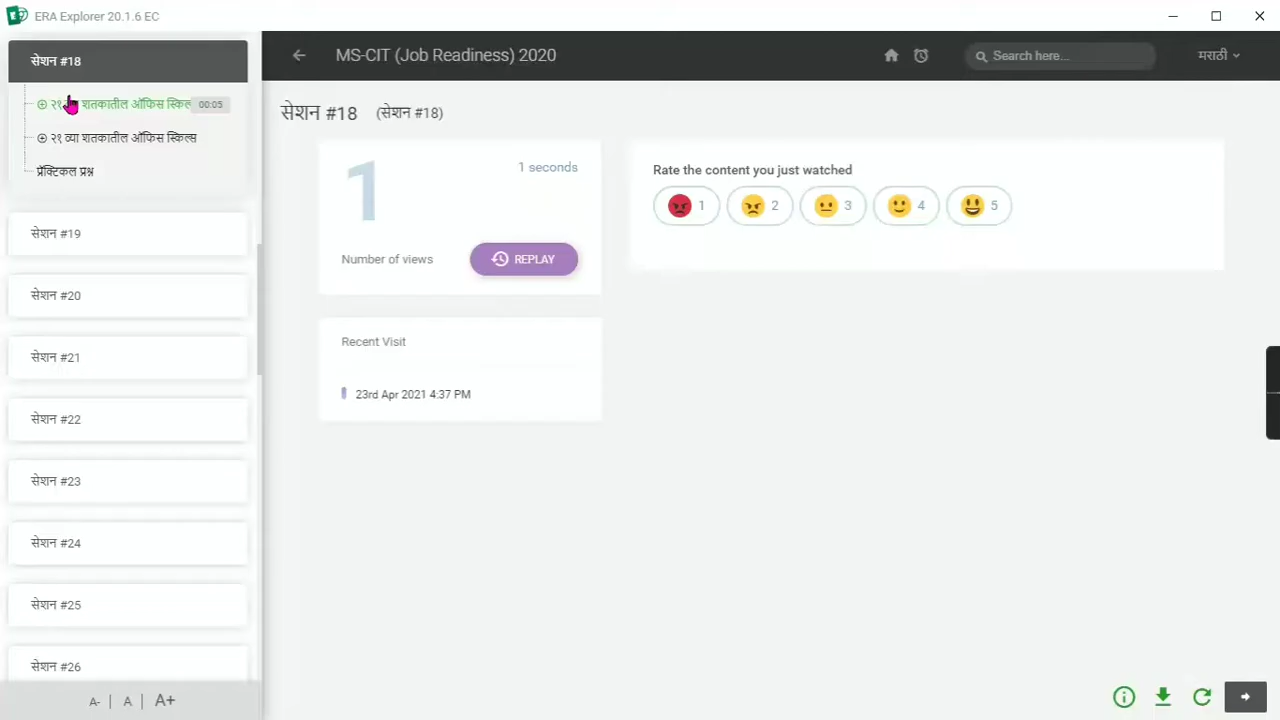 ERA Explorer 20.1.6 EC
सेशन #18
शतकातील ऑफिस स्किल 00:05
२१ व्या शतकातील ऑफिस स्किल्स
प्रॅक्टिकल प्रश्न
सेशन #19
सेशन #20
सेशन #21
सेशन #22
सेशन #23
सेशन #24
सेशन #25
सेशन #26
A- | A | A+
MS-CIT (Job Readiness) 2020
Search here...
मराठी
सेशन #18 (सेशन #18)
1
1 seconds
Number of views
REPLAY
Recent Visit
23rd Apr 2021 4:37 PM
Rate the content you just watched
1 2 3 4 5